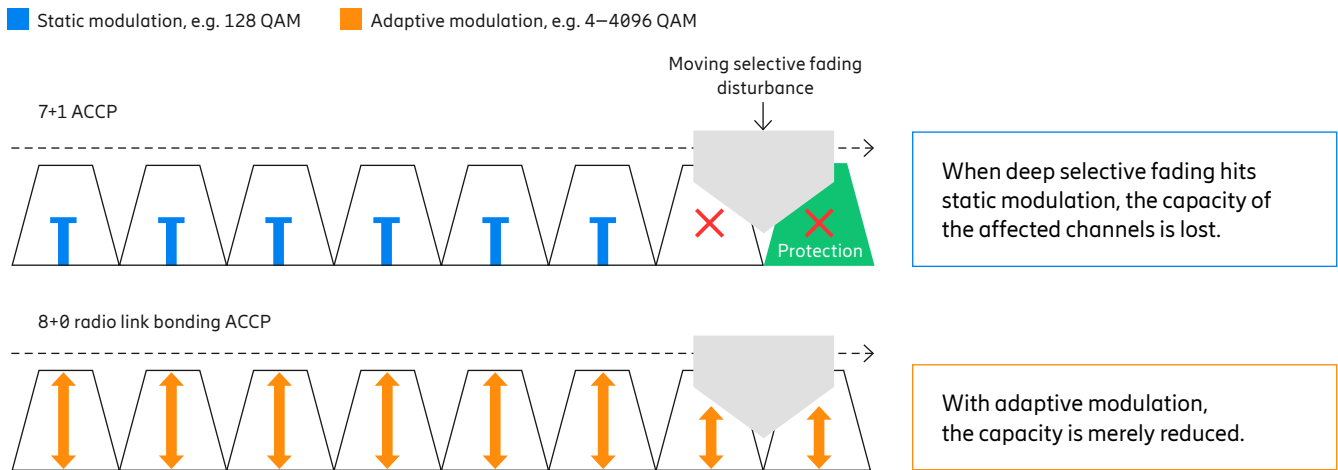 Static modulation, e.g. 128 QAM
Adaptive modulation, e.g. 4–4096 QAM
Moving selective fading
disturbance
7+1 ACCP
Protection
When deep selective fading hits
static modulation, the capacity of
the affected channels is lost.
8+0 radio link bonding ACCP
With adaptive modulation,
the capacity is merely reduced.